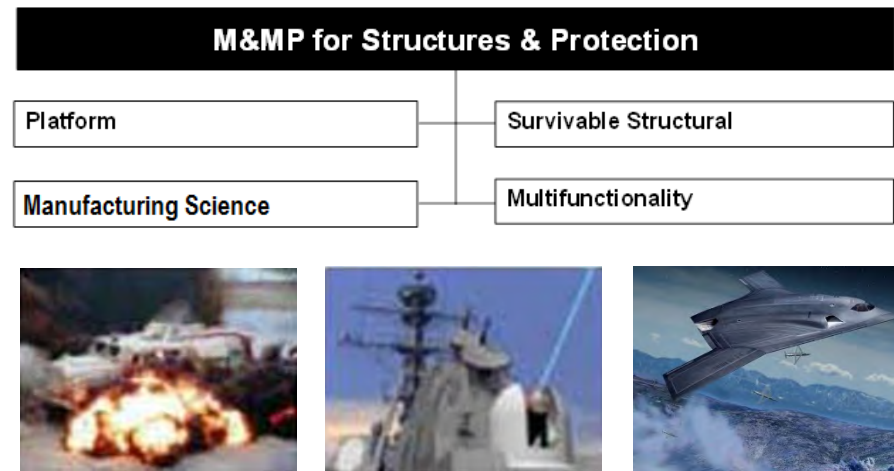 M&MP for Structures & Protection
Platform
Survivable Structural
Manufacturing Science
Multifunctionality